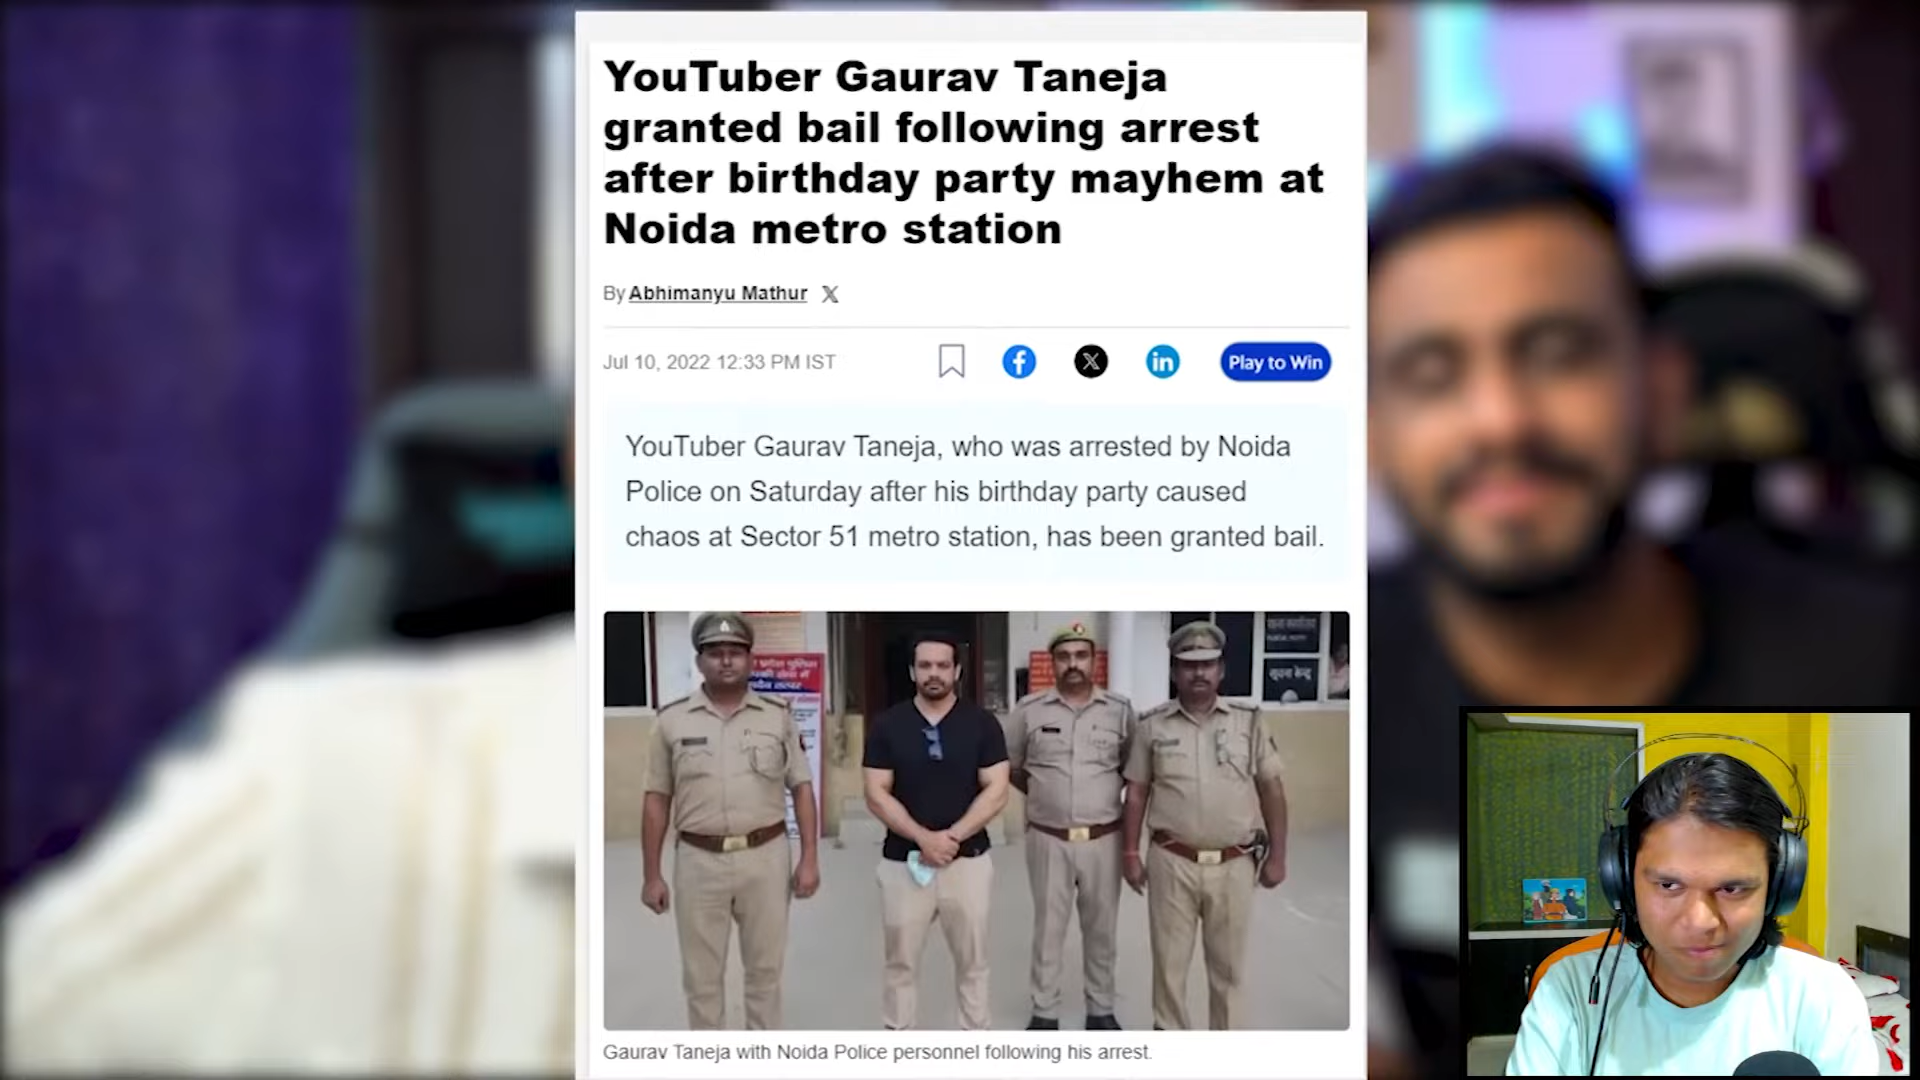 YouTuber Gaurav Taneja
granted bail following arrest
after birthday party mayhem at
Noida metro station
By Abhimanyu Mathur X
Jul 10, 2022 12:33 PM IST
Play to Win
YouTuber Gaurav Taneja, who was arrested by Noida
Police on Saturday after his birthday party caused
chaos at Sector 51 metro station, has been granted bail.
Gaurav Taneja with Noida Police personnel following his arrest.